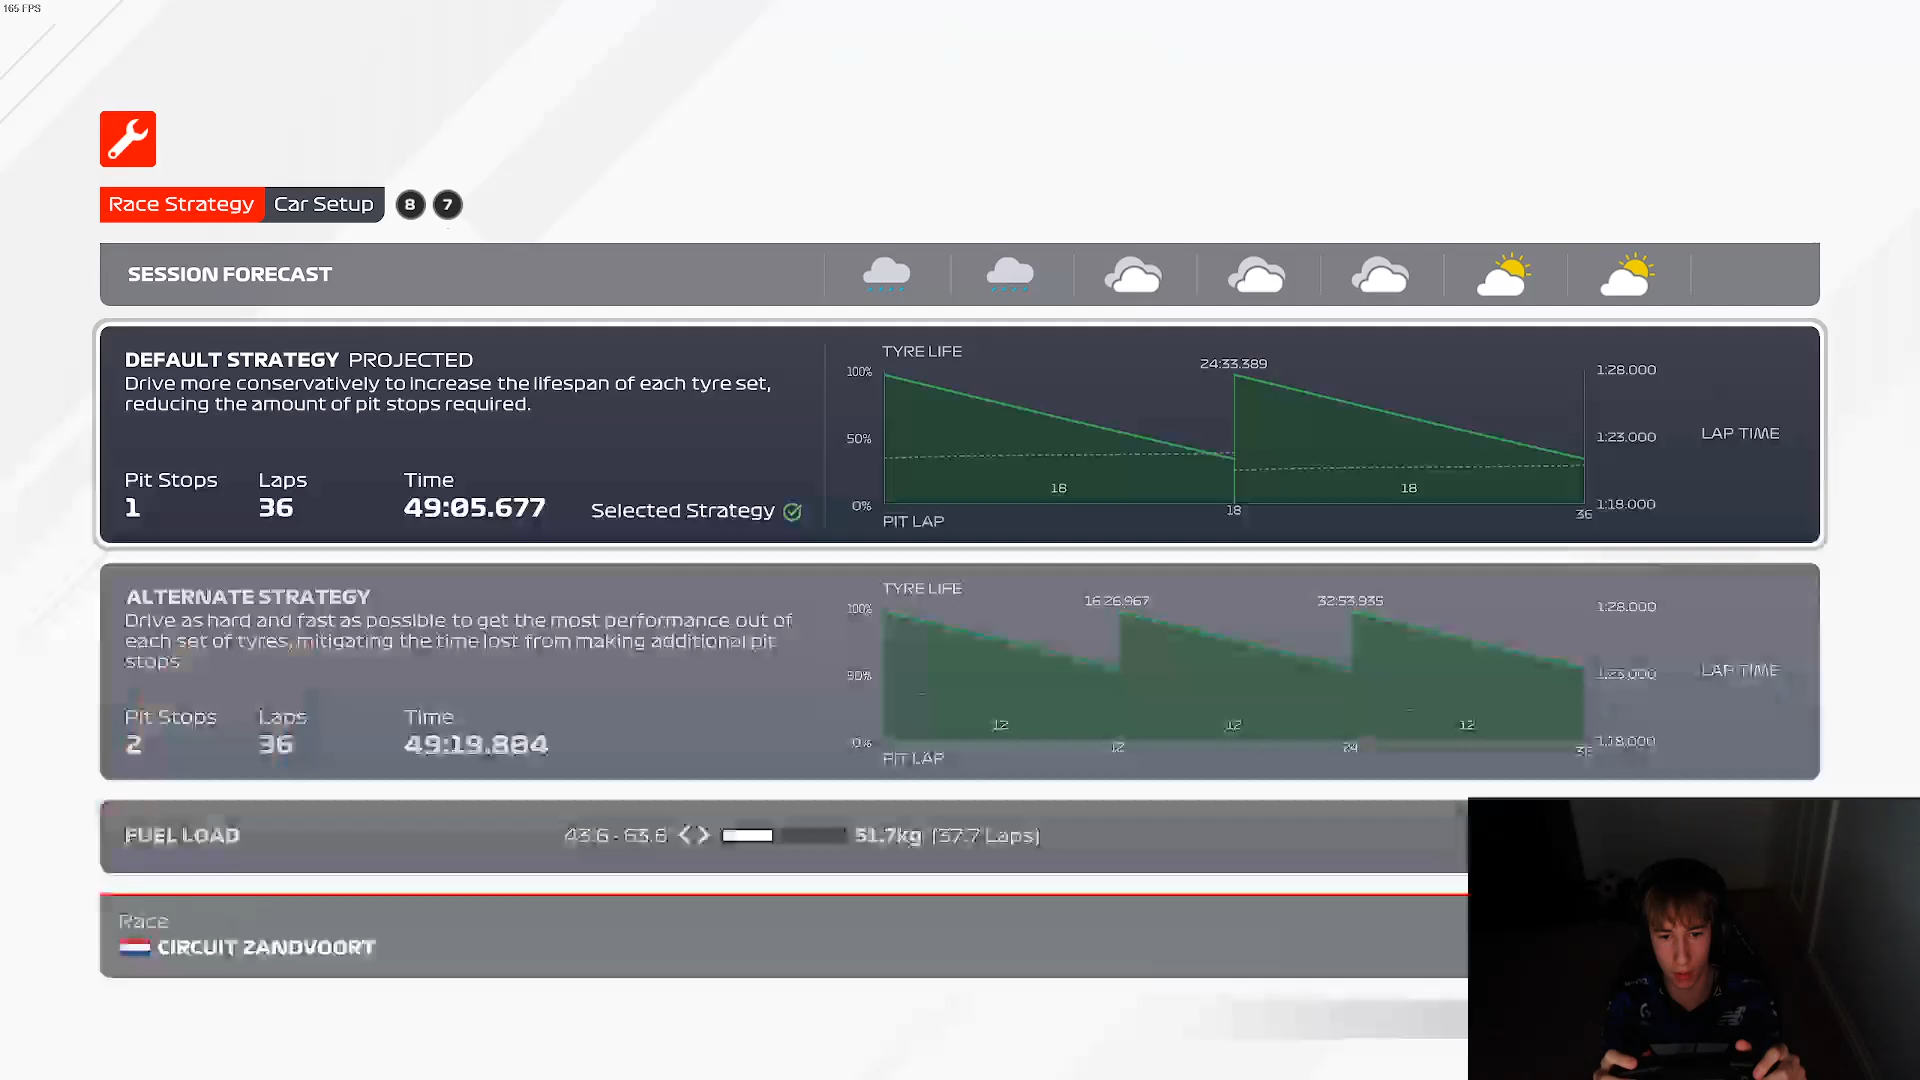 165 FPS
Race Strategy Car Setup 8 7
SESSION FORECAST
DEFAULT STRATEGY PROJECTED
Drive more conservatively to increase the lifespan of each tyre set,
reducing the amount of pit stops required.
Pit Stops Laps Time
1 36 49:05.677 Selected Strategy
TYRE LIFE
24:33.389
100%
50%
0%
18 18
18 36
PIT LAP
1:28.000
1:23.000
1:18.000
LAP TIME
ALTERNATE STRATEGY
Drive as hard and fast as possible to get the most performance out of
each set of tyres, mitigating the time lost from making additional pit
stops
Pit Stops Laps Time
2 36 49:19.804
TYRE LIFE
16:26.967 32:53.935
100%
50%
0%
12 12 12
12 24 36
PIT LAP
1:28.000
1:23.000
1:18.000
LAP TIME
FUEL LOAD 43.6 - 63.6 51.7kg (37.7 Laps)
Race
CIRCUIT ZANDVOORT